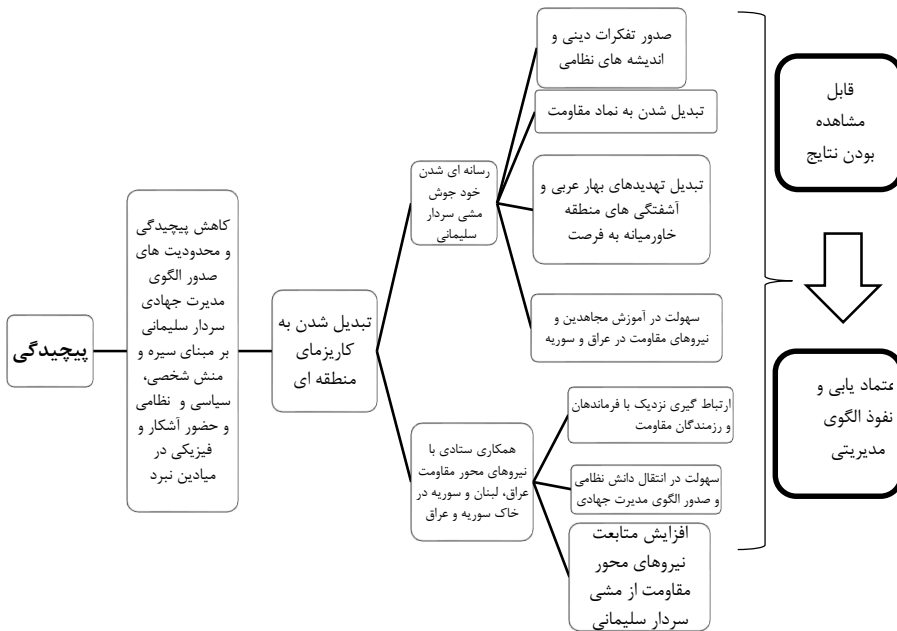 پیچیدگی
کاهش پیچیدگی
و محدودیت های
صدور الگوی
مدیرت جهادی
سردار سلیمانی
بر مبنای سیره و
منش شخصی،
سیاسی و نظامی
و حضور آشکار و
فیزیکی در
میادین نبرد
تبدیل شدن به
کاریزمای
منطقه ای
رسانه ای شدن
خود جوش
مشی سردار
سلیمانی
صدور تفکرات دینی و
اندیشه های نظامی
تبدیل شدن به نماد مقاومت
تبدیل تهدیدهای بهار عربی و
آشفتگی های منطقه
خاورمیانه به فرصت
سهولت در آموزش مجاهدین و
نیروهای مقاومت در عراق و سوریه
همکاری ستادی با
نیروهای محور مقاومت
عراق، لبنان و سوریه در
خاک سوریه و عراق
ارتباط گیری نزدیک با فرماندهان
و رزمندگان مقاومت
سهولت در انتقال دانش نظامی
و صدور الگوی مدیرت جهادی
افزایش متابعت
نیروهای محور
مقاومت از مشی
سردار سلیمانی
قابل
مشاهده
بودن نتایج
عتماد یابی و
نفوذ الگوی
مدیریتی